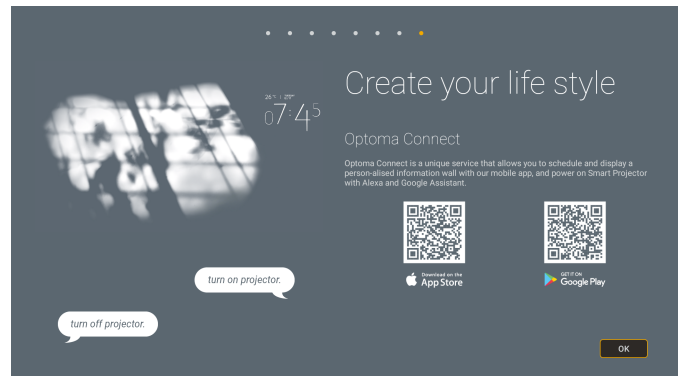 07:45
Create your life style
Optoma Connect
Optoma Connect is a unique service that allows you to schedule and display a
person-alised information wall with our mobile app, and power on Smart Projector
with Alexa and Google Assistant.
Download on the
App Store
GET IT ON
Google Play
turn on projector.
turn off projector.
OK